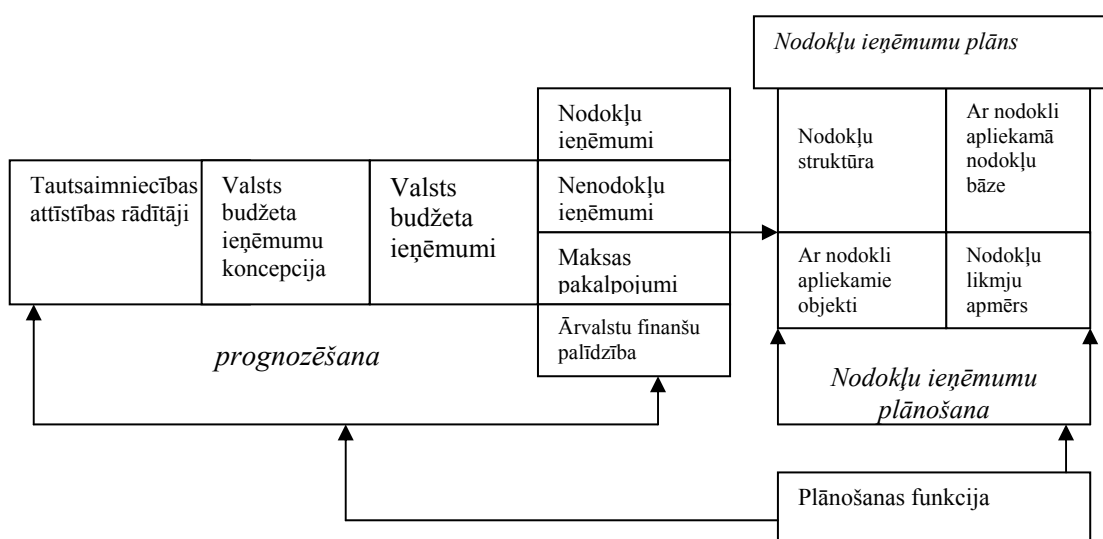 Nodokļu ieņēmumu plāns
Nodokļu
ieņēmumi
Nodokļu
struktūra
Ar nodokli
apliekamā
nodokļu
bāze
Tautsaimniecības
attīstības rādītāji
Valsts
budžeta
ieņēmumu
koncepcija
Valsts
budžeta
ieņēmumi
Nenodokļu
ieņēmumi
Maksas
pakalpojumi
Ar nodokli
apliekamie
objekti
Nodokļu
likmju
apmērs
Ārvalstu finanšu
palīdzība
prognozēšana
Nodokļu ieņēmumu
plānošana
Plānošanas funkcija